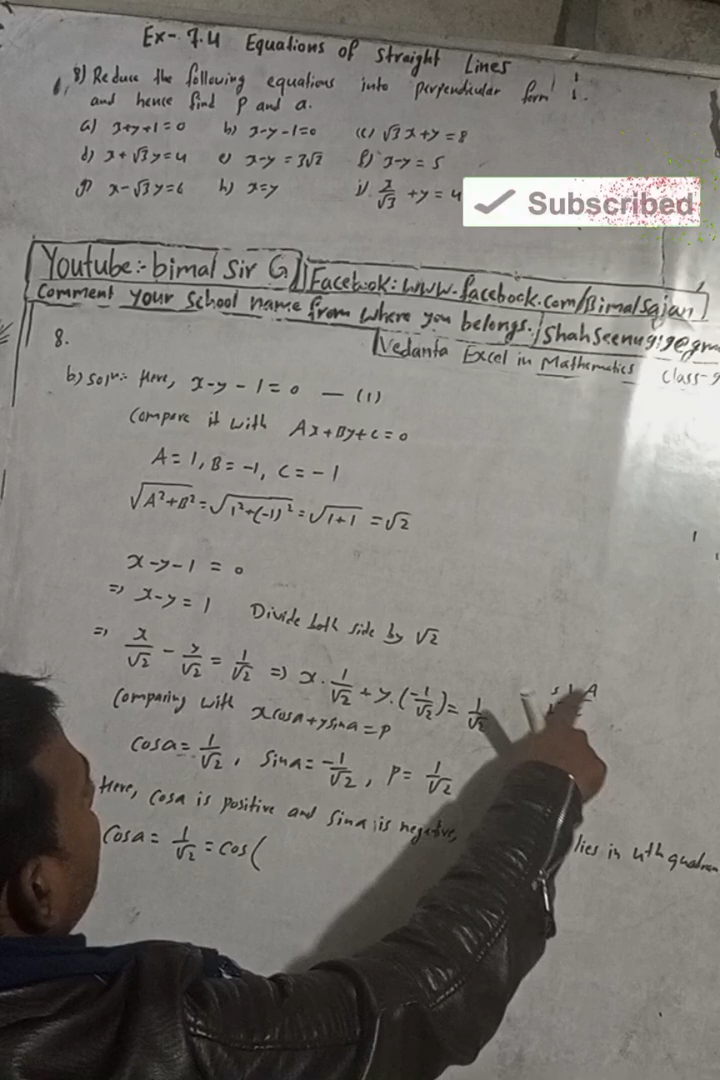 Ex- 7.4 Equations of Straight Lines
8) Reduce the following equations into perpendicular form
and hence find p and α.
a) x+y+1=0 b) x-y-1=0 c) √3 x+y=8
d) x+√3y=4 e) x-y=3√2 f) x-y=5
g) x-√3y=6 h) x=y i) x/√3 +y=4
✔ Subscribed
Youtube:- bimal Sir G
Facebook: www.facebook.com/Bimalsajan
Comment your school name from where you belongs.
Vedanta Excel in Mathematics Class-9
8.
b) Solⁿ:- Here, x-y-1=0 — (1)
Compare it with Ax+By+C=0
A=1, B=-1, C=-1
√A²+B² = √1²+(-1)² = √1+1 = √2
x-y-1=0
⇒ x-y=1 Divide both side by √2
⇒ x/√2 - y/√2 = 1/√2 ⇒ x. 1/√2 + y.(-1/√2) = 1/√2
S A
Comparing with xcosα+ysinα=p
cosα= 1/√2, sinα= -1/√2, p= 1/√2
Here, cosα is positive and sinα is negative, lies in 4th
cosα= 1/√2 = cos(